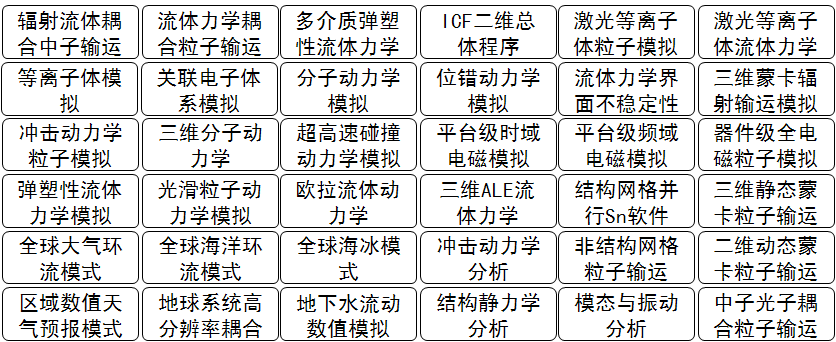 辐射流体耦
合中子输运
流体力学耦
合粒子输运
多介质弹塑
性流体力学
ICF二维总
体程序
激光等离子
体粒子模拟
激光等离子
体流体力学
等离子体模
拟
关联电子体
系模拟
分子动力学
模拟
位错动力学
模拟
流体力学界
面不稳定性
三维蒙卡辐
射输运模拟
冲击动力学
粒子模拟
三维分子动
力学
超高速碰撞
动力学模拟
平台级时域
电磁模拟
平台级频域
电磁模拟
器件级全电
磁粒子模拟
弹塑性流体
力学模拟
光滑粒子动
力学模拟
欧拉流体动
力学
三维ALE流
体力学
结构网格并
行Sn软件
三维静态蒙
卡粒子输运
全球大气环
流模式
全球海洋环
流模式
全球海冰模
式
冲击动力学
分析
非结构网格
粒子输运
二维动态蒙
卡粒子输运
区域数值天
气预报模式
地球系统高
分辨率耦合
地下水流动
数值模拟
结构静力学
分析
模态与振动
分析
中子光子耦
合粒子输运